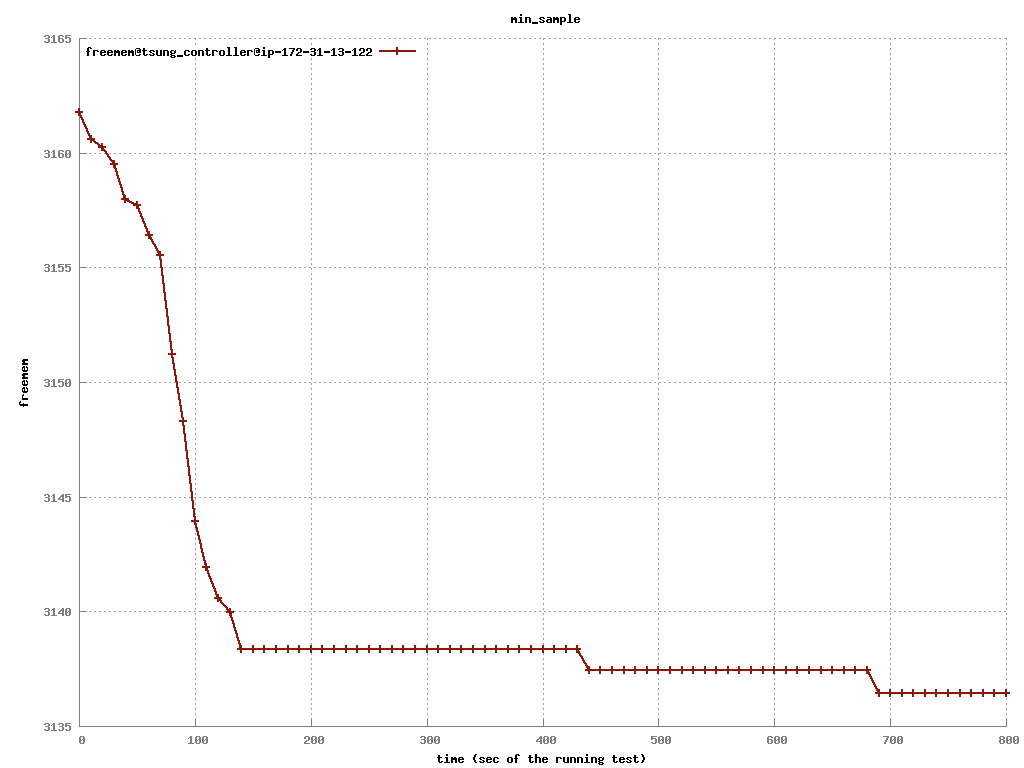 min_sample
freemem@tsung_controller@ip-172-31-13-122
3165
3160
3155
3150
3145
3140
3135
freemem
0 100 200 300 400 500 600 700 800
time (sec of the running test)